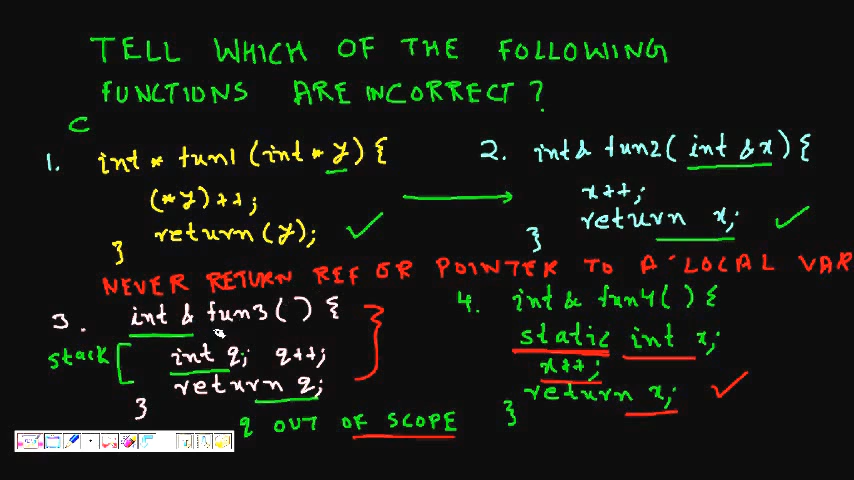 TELL WHICH OF THE FOLLOWING
FUNCTIONS ARE INCORRECT?
C
1. int * fun1 (int * y) {
(*y)++;
return (y);
}
2. int& fun2( int &x) {
x++;
return x;
}
NEVER RETURN REF OR POINTER TO A LOCAL VAR
3. int & fun3() {
stack [ int q; q++;
return q;
}
q OUT OF SCOPE
4. int & fun4() {
static int x;
x++;
return x;
}